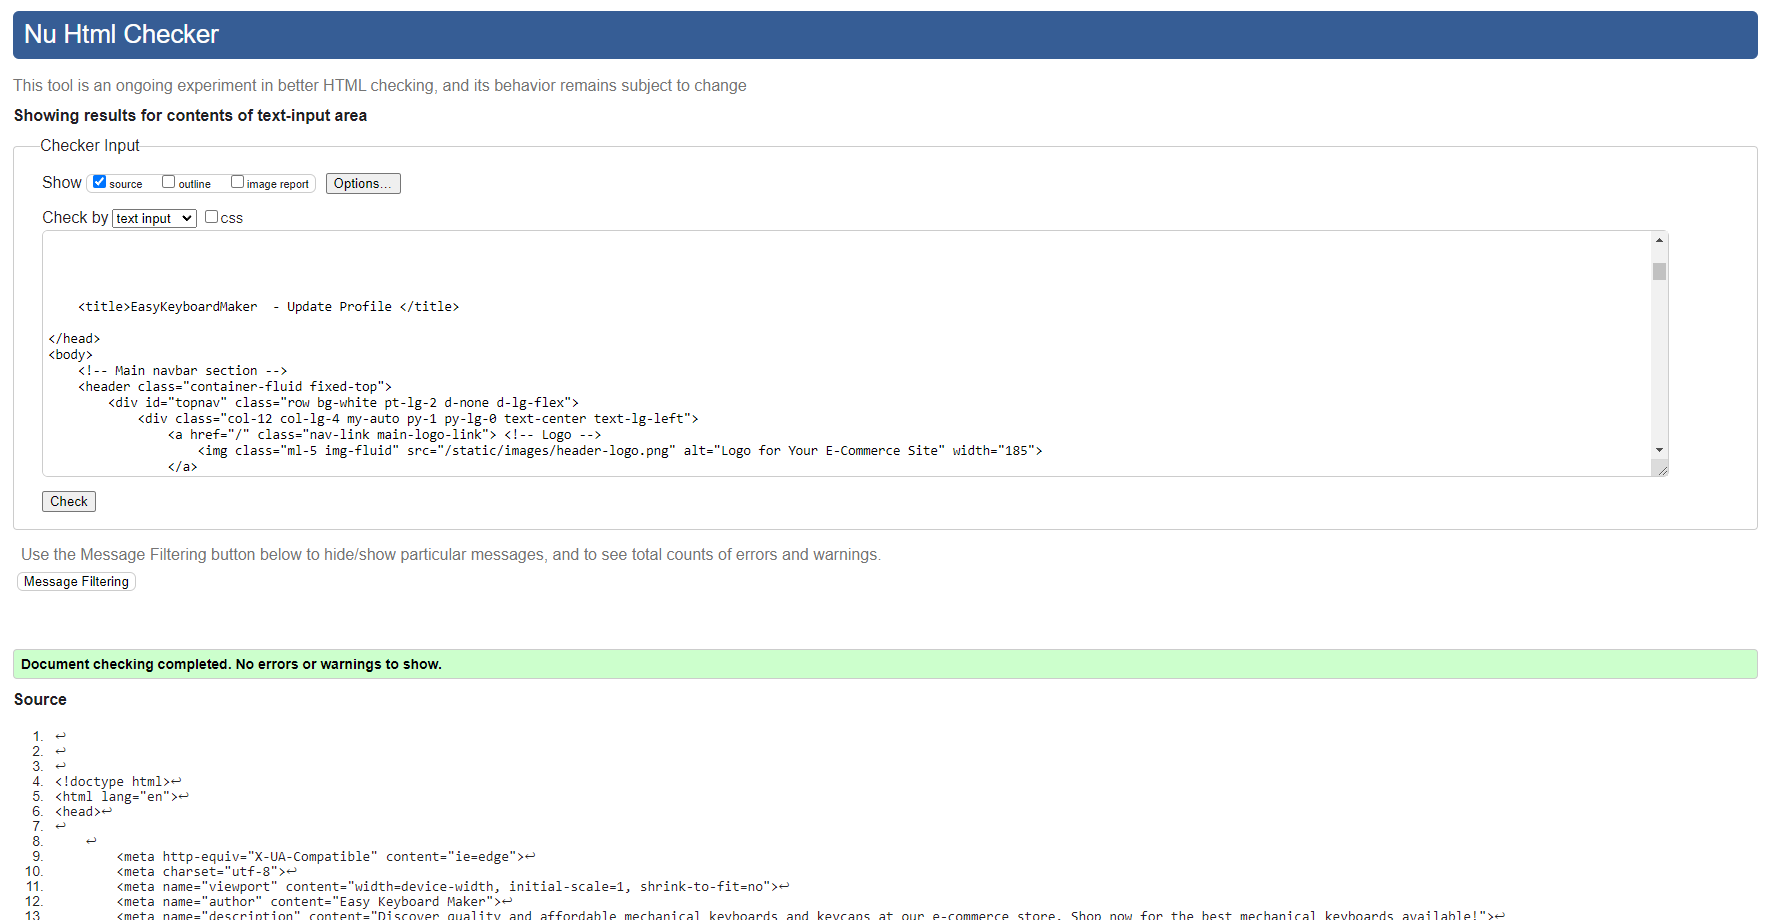 Nu Html Checker
This tool is an ongoing experiment in better HTML checking, and its behavior remains subject to change
Showing results for contents of text-input area
Checker Input
Show source outline image report Options...
Check by text input css
<title>EasyKeyboardMaker  - Update Profile </title>
</head>
<body>
<!-- Main navbar section -->
<header class="container-fluid fixed-top">
<div id="topnav" class="row bg-white pt-lg-2 d-none d-lg-flex">
<div class="col-12 col-lg-4 my-auto py-1 py-lg-0 text-center text-lg-left">
<a href="/" class="nav-link main-logo-link"> <!-- Logo -->
<img class="ml-5 img-fluid" src="/static/images/header-logo.png" alt="Logo for Your E-Commerce Site" width="185">
</a>
Check
Use the Message Filtering button below to hide/show particular messages, and to see total counts of errors and warnings.
Message Filtering
Document checking completed. No errors or warnings to show.
Source
1. ↩
2. ↩
3. ↩
4. <!doctype html>↩
5. <html lang="en">↩
6. <head>↩
7. ↩
8. ↩
9. <meta http-equiv="X-UA-Compatible" content="ie=edge">↩
10. <meta charset="utf-8">↩
11. <meta name="viewport" content="width=device-width, initial-scale=1, shrink-to-fit=no">↩
12. <meta name="author" content="Easy Keyboard Maker">↩
13. <meta name="description" content="Discover quality and affordable mechanical keyboards and keycaps at our e-commerce store. Shop now for the best mechanical keyboards available!">↩